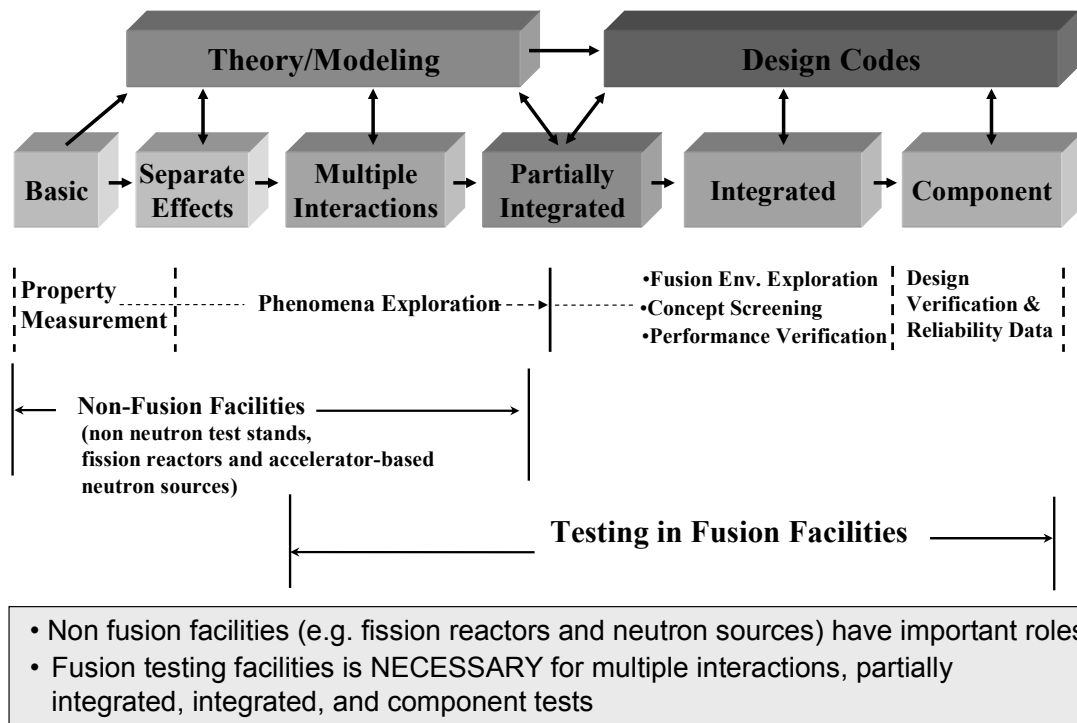 Theory/Modeling
Design Codes
Basic
Separate
Effects
Multiple
Interactions
Partially
Integrated
Integrated
Component
Property
Measurement
Phenomena Exploration
•Fusion Env. Exploration
•Concept Screening
•Performance Verification
Design
Verification &
Reliability Data
Non-Fusion Facilities
(non neutron test stands,
fission reactors and accelerator-based
neutron sources)
Testing in Fusion Facilities
• Non fusion facilities (e.g. fission reactors and neutron sources) have important roles
• Fusion testing facilities is NECESSARY for multiple interactions, partially
integrated, integrated, and component tests